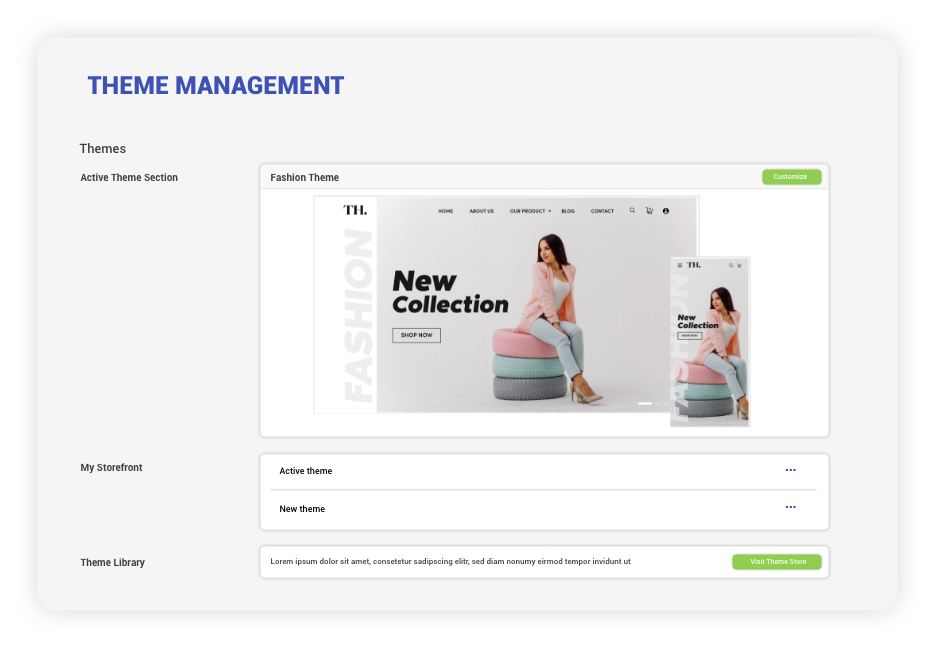 THEME MANAGEMENT
Themes
Active Theme Section
Fashion Theme
Customize
TH.
HOME ABOUT US OUR PRODUCT BLOG CONTACT
FASHION
New
Collection
SHOP NOW
TH.
FASHION
New
Collection
SHOP NOW
My Storefront
Active theme
New theme
Theme Library
Lorem ipsum dolor sit amet, consetetur sadipscing elitr, sed diam nonumy eirmod tempor invidunt ut
Visit Theme Store